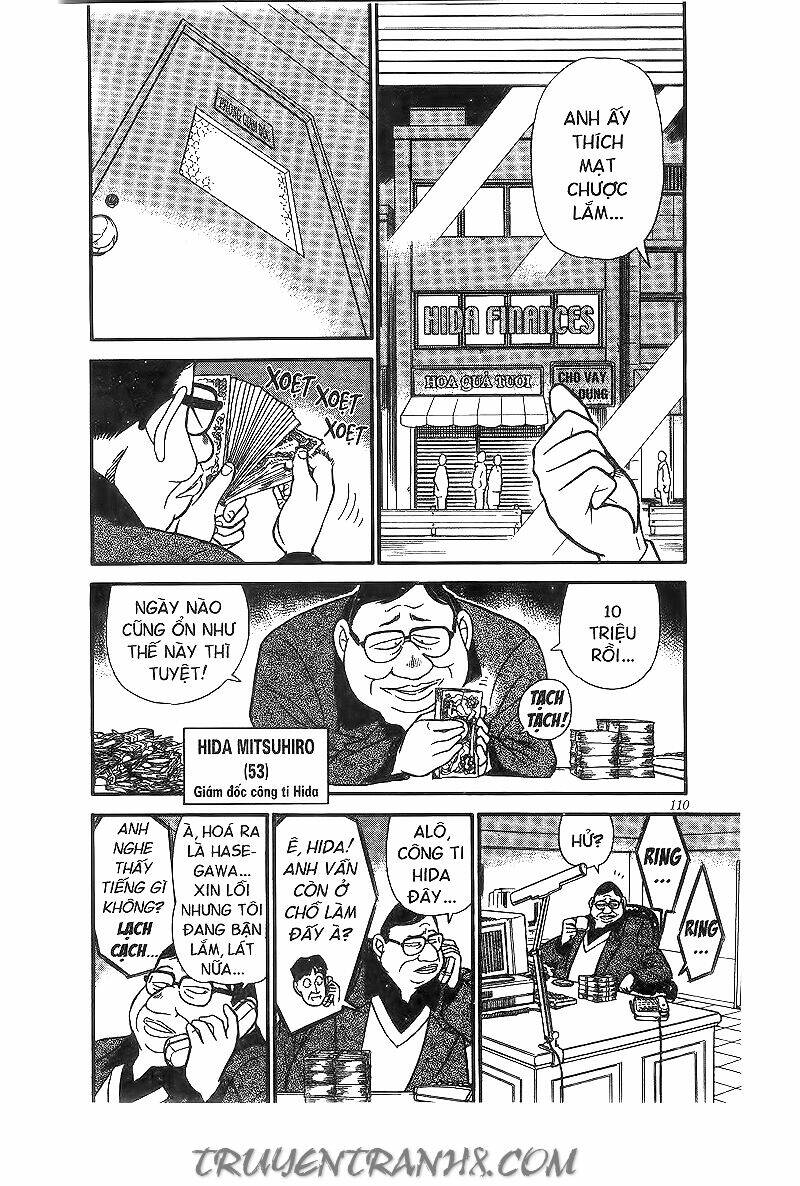 ANH ẤY
THÍCH
MẠT
CHƯỢC
LẮM...
HIDA FINANCES
HOA QUẢ TƯƠI
CHO VAY
DỤNG
PHÒNG GIÁM ĐỐC
XOẸT XOẸT
XOẸT
10
TRIỆU
RỒI...
TẠCH
TẠCH!
NGÀY NÀO
CŨNG ỔN NHƯ
THẾ NÀY THÌ
TUYỆT!
HIDA MITSUHIRO
(53)
Giám đốc công ti Hida
110
RING
...
RING
...
HỬ?
ALÔ,
CÔNG TI
HIDA
ĐÂY...
Ê, HIDA!
ANH VẪN
CÒN Ở
CHỖ LÀM
ĐẤY À?
À, HOÁ RA
LÀ HASE-
GAWA...
XIN LỖI
NHƯNG TÔI
ĐANG BẬN
LẮM, LÁT
NỮA...
ANH
NGHE
THẤY
TIẾNG GÌ
KHÔNG?
LẠCH
CẠCH...
TRUYENTRANH8.COM